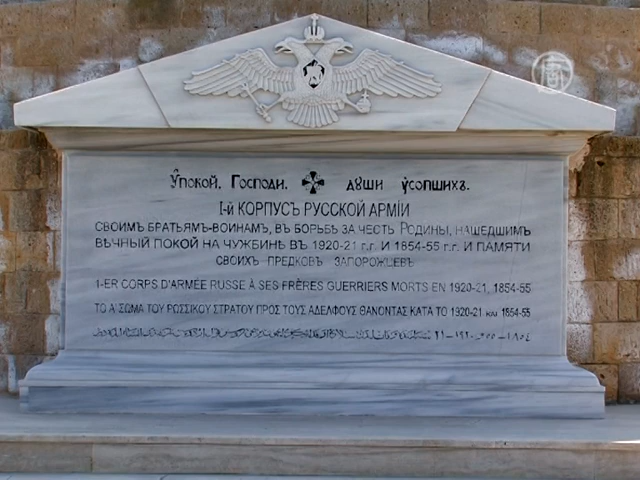 Упокой, Господи, души усопшихъ.
1-й КОРПУСЪ РУССКОЙ АРМІИ
СВОИМЪ БРАТЬЯМЪ-ВОИНАМЪ, ВЪ БОРЬБѢ ЗА ЧЕСТЬ РОДИНЫ, НАШЕДШИМЪ
ВѢЧНЫЙ ПОКОЙ НА ЧУЖБИНѢ ВЪ 1920-21 г.г. И 1854-55 г.г. И ПАМЯТИ
СВОИХЪ ПРЕДКОВЪ ЗАПОРОЖЦЕВЪ
1-ER CORPS D'ARMÉE RUSSE À SES FRÈRES GUERRIERS MORTS EN 1920-21, 1854-55
ΤΟ Α' ΣΩΜΑ ΤΟΥ ΡΩΣΣΙΚΟΥ ΣΤΡΑΤΟΥ ΠΡΟΣ ΤΟΥΣ ΑΔΕΛΦΟΥΣ ΘΑΝΟΝΤΑΣ ΚΑΤΑ ΤΟ 1920-21 και 1854-55